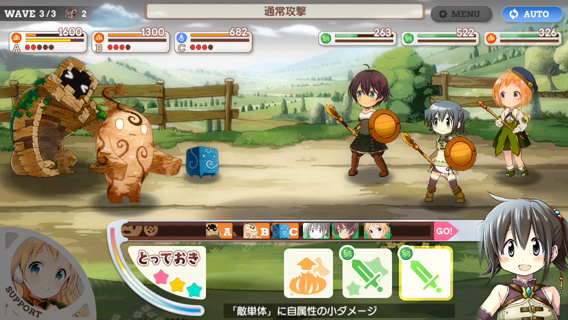 WAVE 3/3 2
通常攻撃
MENU
AUTO
A 1600
B 1300
C 682
263
522
326
A B C
GO!
とっておき
SUPPORT
「敵単体」に自属性の小ダメージ